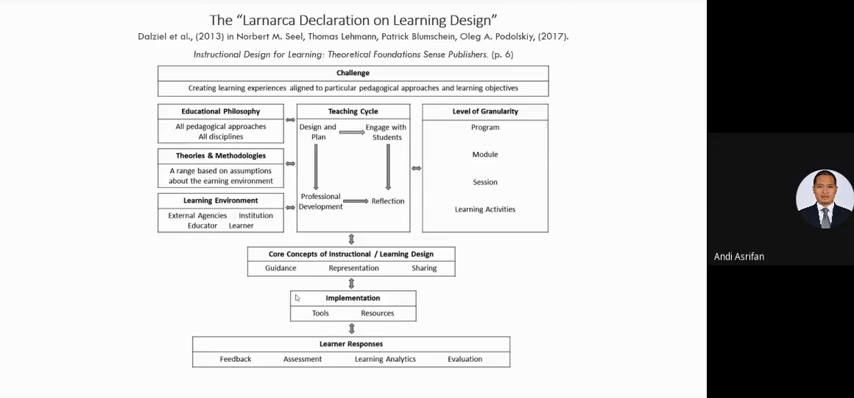 The "Larnarca Declaration on Learning Design"
Dalziel et al., (2013) in Norbert M. Seel, Thomas Lehmann, Patrick Blumschein, Oleg A. Podolskiy, (2017).
Instructional Design for Learning: Theoretical Foundations Sense Publishers. (p. 6)
Challenge
Creating learning experiences aligned to particular pedagogical approaches and learning objectives
Educational Philosophy
All pedagogical approaches
All disciplines
Theories & Methodologies
A range based on assumptions
about the earning environment
Learning Environment
External Agencies Institution
Educator Learner
Teaching Cycle
Design and
Plan
Engage with
Students
Professional
Development
Reflection
Level of Granularity
Program
Module
Session
Learning Activities
Core Concepts of Instructional / Learning Design
Guidance Representation Sharing
Implementation
Tools Resources
Learner Responses
Feedback Assessment Learning Analytics Evaluation
Andi Asrifan